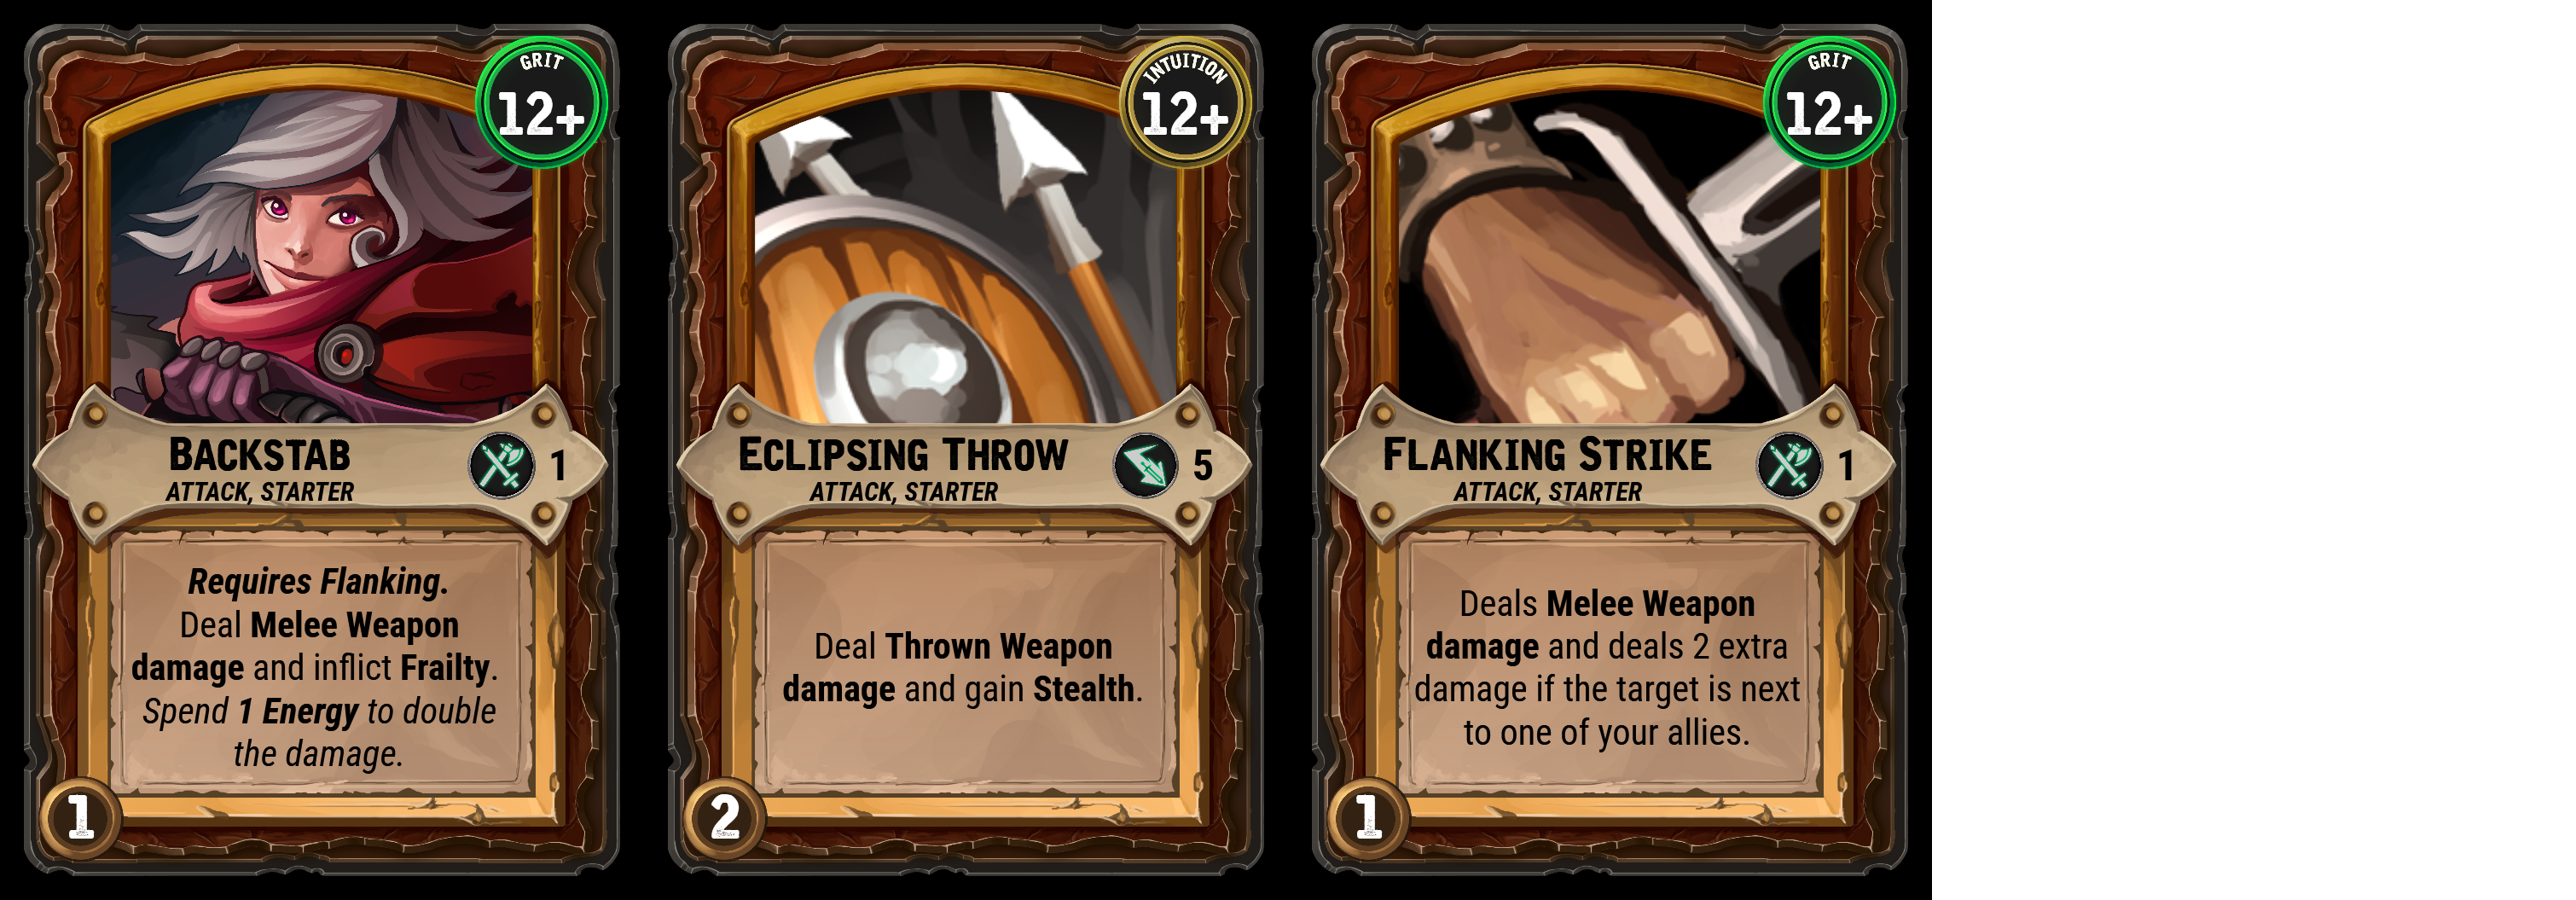 GRIT
12+
BACKSTAB
ATTACK, STARTER
1
Requires Flanking.
Deal Melee Weapon
damage and inflict Frailty.
Spend 1 Energy to double
the damage.
1
INTUITION
12+
ECLIPSING THROW
ATTACK, STARTER
5
Deal Thrown Weapon
damage and gain Stealth.
2
GRIT
12+
FLANKING STRIKE
ATTACK, STARTER
1
Deals Melee Weapon
damage and deals 2 extra
damage if the target is next
to one of your allies.
1